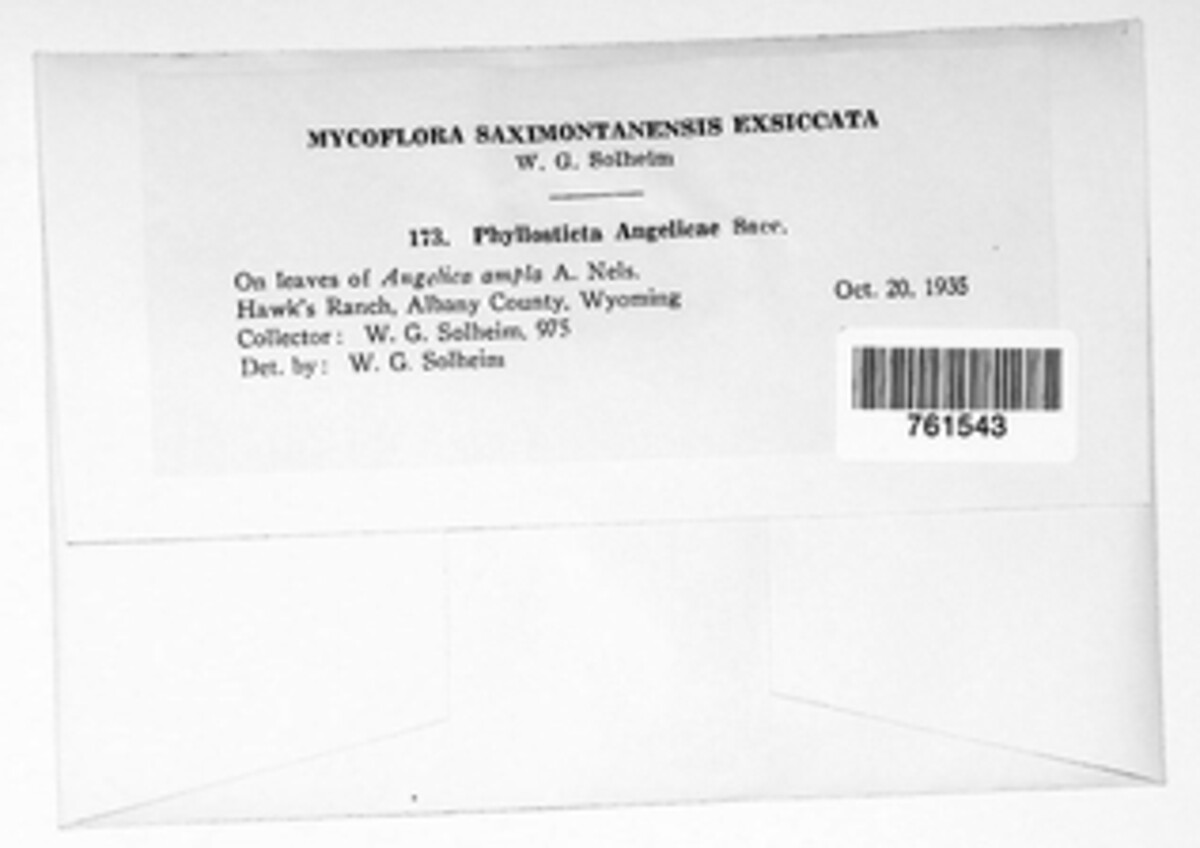 MYCOFLORA SAXIMONTANENSIS EXSICCATA
W. G. Solheim
173. Phyllosticta Angelicae Sacc.
On leaves of Angelica ampla A. Nels.
Hawk's Ranch, Albany County, Wyoming
Oct. 20, 1935
Collector: W. G. Solheim, 975
Det. by: W. G. Solheim
761543